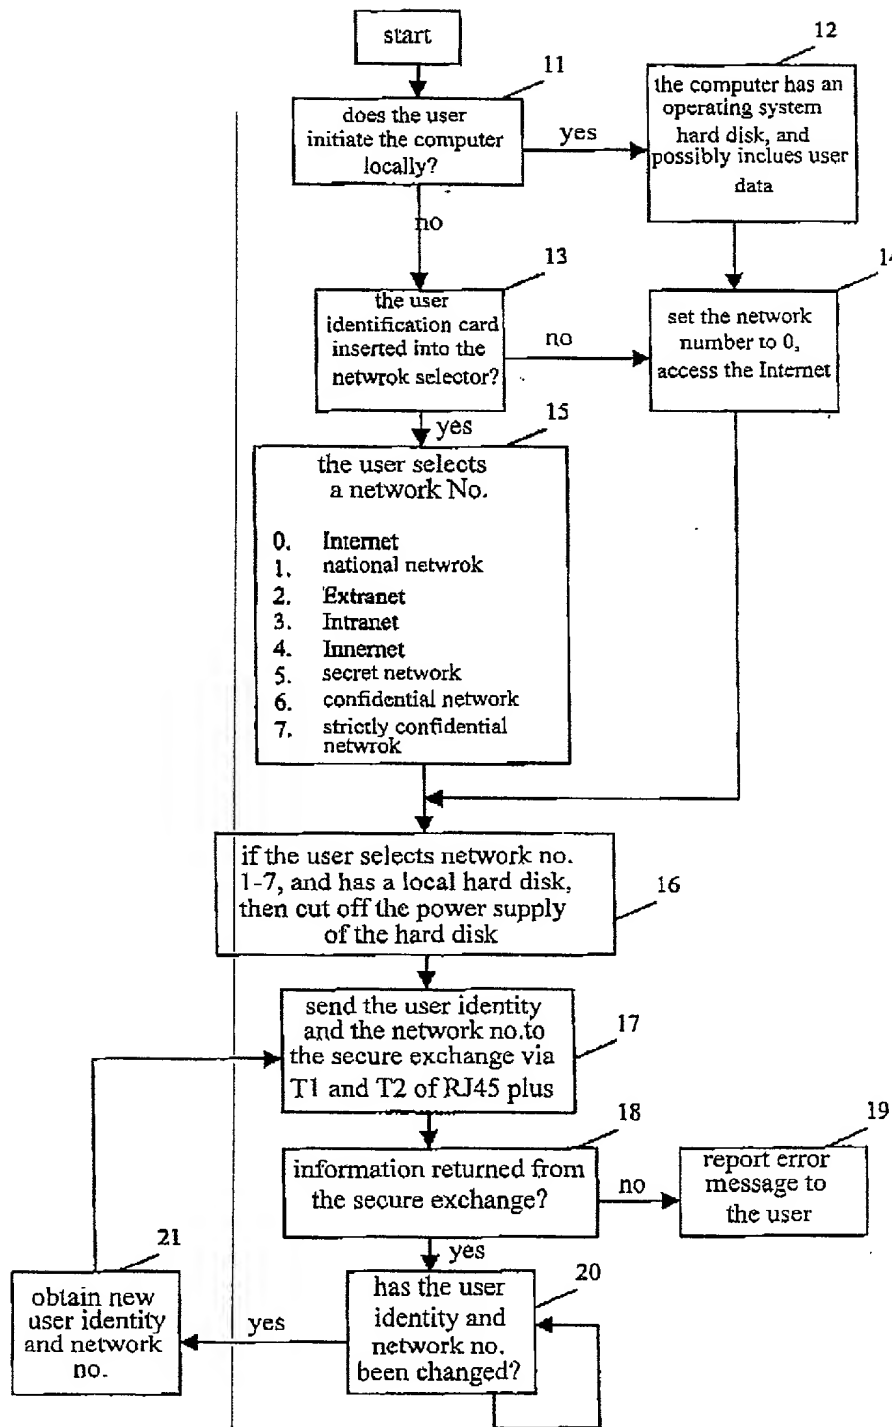 start
11
does the user
initiate the computer
locally?
yes
12
the computer has an
operating system
hard disk, and
possibly inclues user
data
no
13
the user
identification card
inserted into the
netwrok selector?
no
14
set the network
number to 0,
access the Internet
yes
15
the user selects
a network No.
0. Internet
1. national netwrok
2. Extranet
3. Intranet
4. Innernet
5. secret network
6. confidential network
7. strictly confidential
netwrok
if the user selects network no.
1-7, and has a local hard disk,
then cut off the power supply
of the hard disk
16
send the user identity
and the network no.to
the secure exchange via
T1 and T2 of RJ45 plus
17
18
information returned from
the secure exchange?
no
19
report error
message to
the user
yes
20
has the user
identity and
network no.
been changed?
yes
21
obtain new
user identity
and network
no.